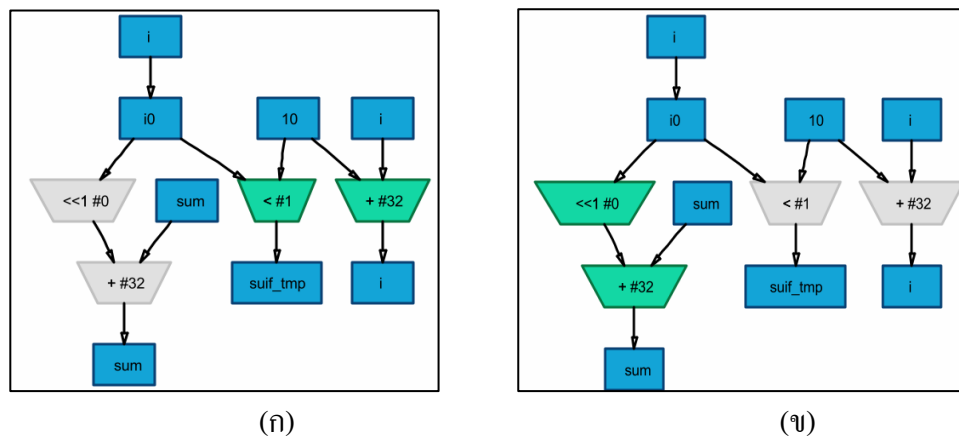 i
i0
10
i
<<1 #0
sum
< #1
+ #32
+ #32
suif_tmp
i
sum
(ก)
i
i0
10
i
<<1 #0
sum
< #1
+ #32
+ #32
suif_tmp
i
sum
(ข)